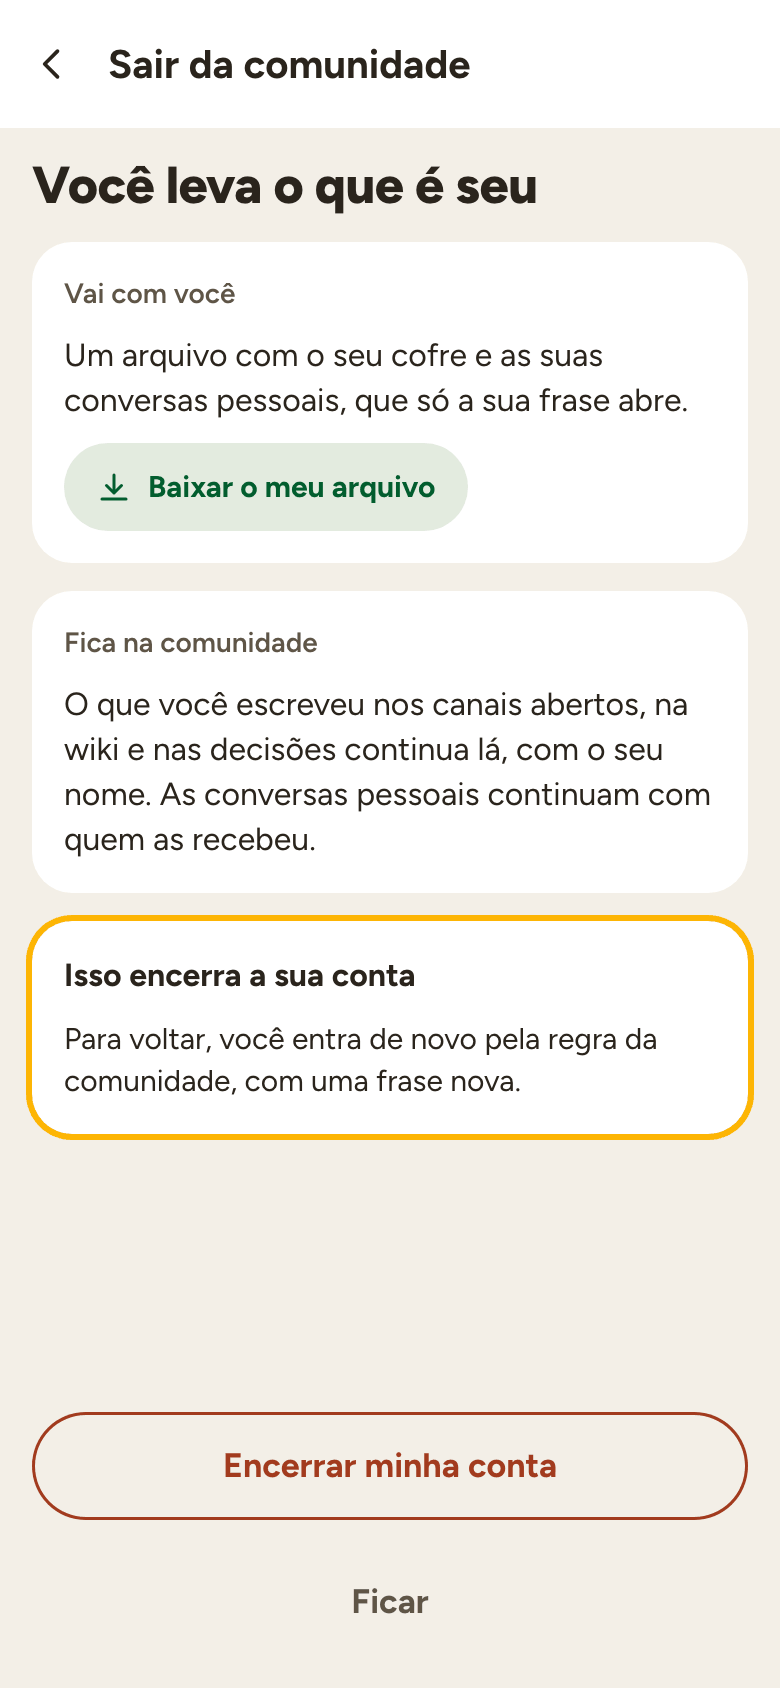 Sair da comunidade
Você leva o que é seu
Vai com você
Um arquivo com o seu cofre e as suas
conversas pessoais, que só a sua frase abre.
Baixar o meu arquivo
Fica na comunidade
O que você escreveu nos canais abertos, na
wiki e nas decisões continua lá, com o seu
nome. As conversas pessoais continuam com
quem as recebeu.
Isso encerra a sua conta
Para voltar, você entra de novo pela regra da
comunidade, com uma frase nova.
Encerrar minha conta
Ficar